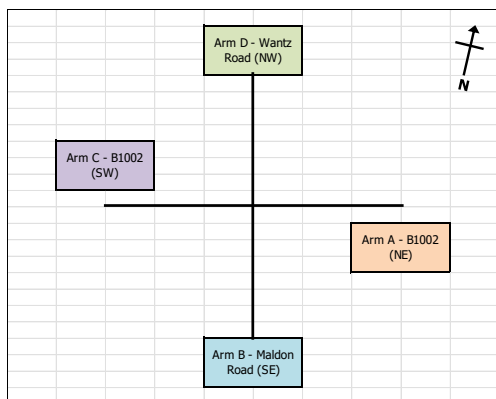 Arm D - Wantz
Road (NW)
N
Arm C - B1002
(SW)
Arm A - B1002
(NE)
Arm B - Maldon
Road (SE)